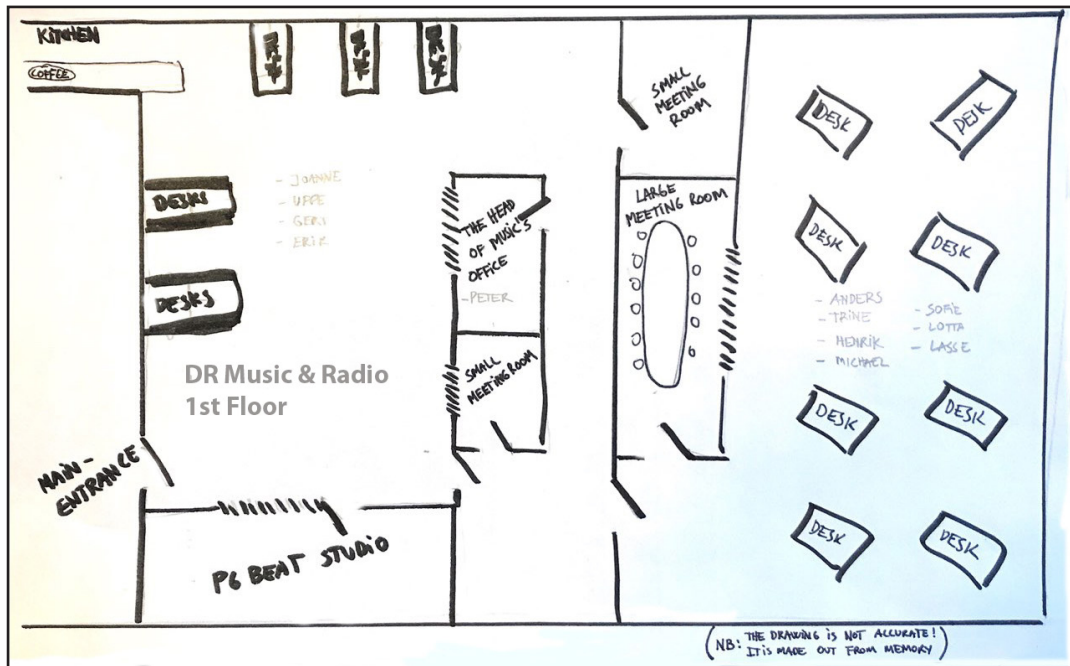 KITCHEN
COFFEE
DESK
DESK
DESK
SMALL
MEETING
ROOM
DESK
DESK
DESKS
- JOANNE
- UFFE
- GERT
- ERIK
THE HEAD
OF MUSIC'S
OFFICE
- PETER
LARGE
MEETING ROOM
DESK
DESK
DESKS
- ANDERS
- TRINE
- HENRIK
- MICHAEL
- SOFIE
- LOTTA
- LASSE
SMALL
MEETING ROOM
DR Music & Radio
1st Floor
DESK
DESK
MAIN-
ENTRANCE
P6 BEAT STUDIO
DESK
DESK
(NB: THE DRAWING iS NOT ACCURATE!
IT iS MADE OUT FROM MEMORY)